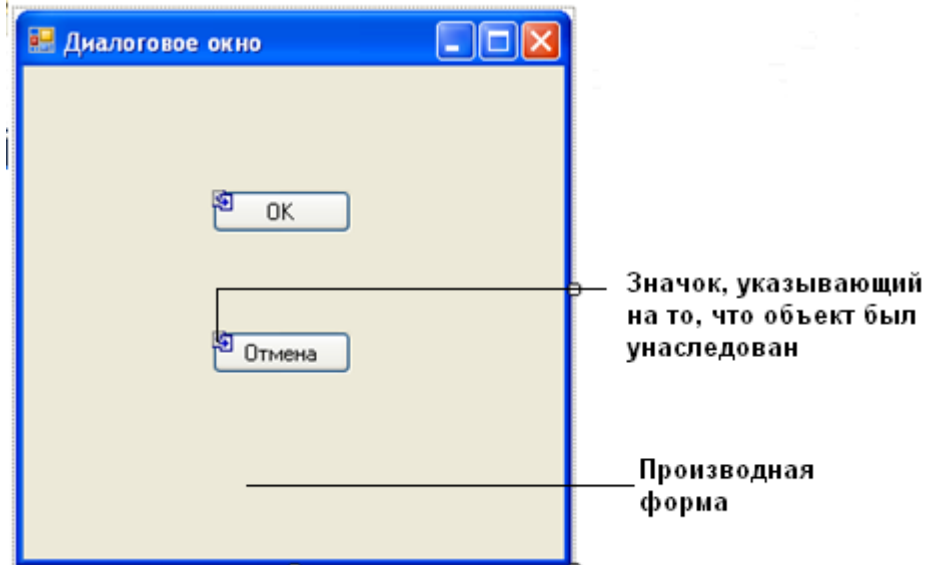 Диалоговое окно
OK
Значок, указывающий
на то, что объект был
унаследован
Отмена
Производная
форма